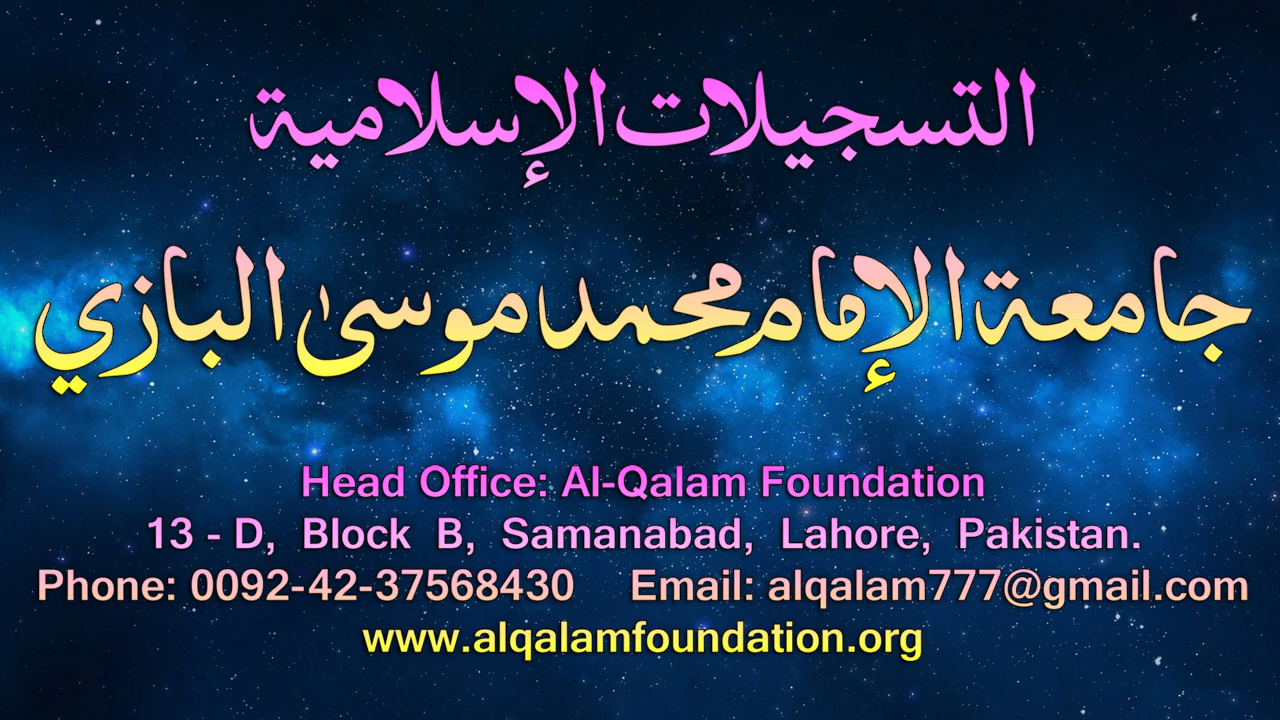 التسجيلات الإسلامية
جامعة الإمام محمد موسىٰ البازي
Head Office: Al-Qalam Foundation
13 - D, Block B, Samanabad, Lahore, Pakistan.
Phone: 0092-42-37568430 Email: alqalam777@gmail.com
www.alqalamfoundation.org